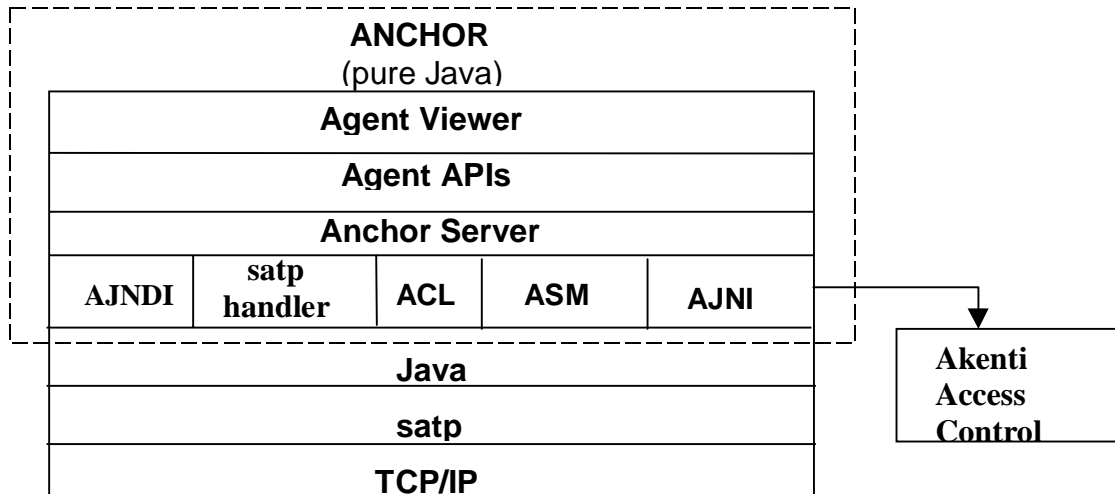 ANCHOR
(pure Java)
Agent Viewer
Agent APIs
Anchor Server
AJNDI
satp
handler
ACL
ASM
AJNI
Java
satp
TCP/IP
Akenti
Access
Control